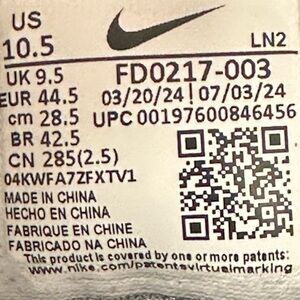 US
10.5
LN2
UK 9.5
FD0217-003
EUR 44.5
03/20/24 | 07/03/24
cm 28.5
UPC 00197600846456
BR 42.5
CN 285(2.5)
04KWFA7ZFXTV1
MADE IN CHINA
HECHO EN CHINA
FABRIQUE EN CHINE
FABRICADO NA CHINA
This product is covered by one or more patents:
www.nike.com/patentsvirtualmarking